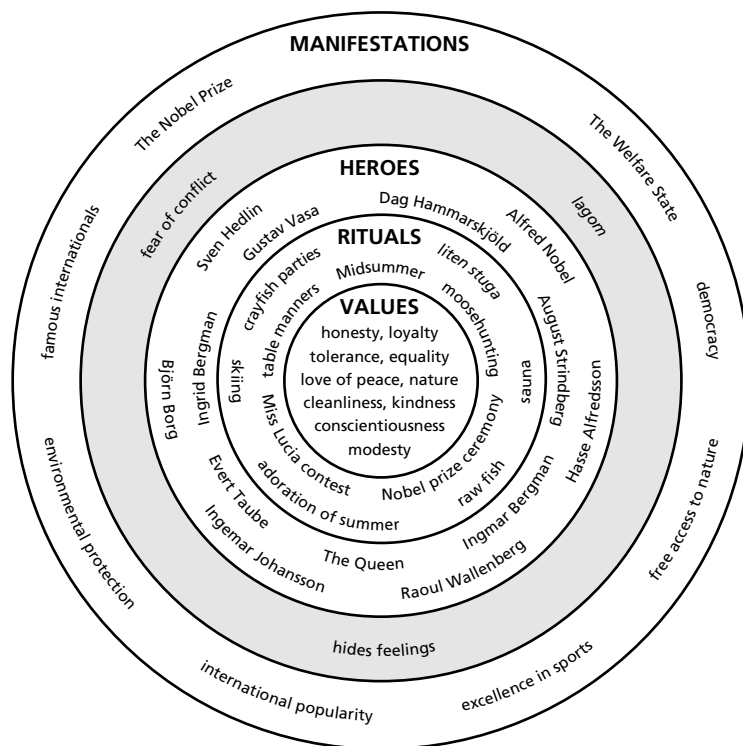 MANIFESTATIONS
The Nobel Prize
The Welfare State
famous internationals
democracy
environmental protection
free access to nature
international popularity
excellence in sports
fear of conflict
lagom
hides feelings
HEROES
Sven Hedlin
Gustav Vasa
Dag Hammarskjöld
Alfred Nobel
Björn Borg
Ingrid Bergman
August Strindberg
Hasse Alfredsson
Evert Taube
Ingemar Johansson
The Queen
Raoul Wallenberg
Ingmar Bergman
RITUALS
crayfish parties
table manners
Midsummer
liten stuga
moosehunting
skiing
sauna
Miss Lucia contest
Nobel prize ceremony
adoration of summer
raw fish
VALUES
honesty, loyalty
tolerance, equality
love of peace, nature
cleanliness, kindness
conscientiousness
modesty